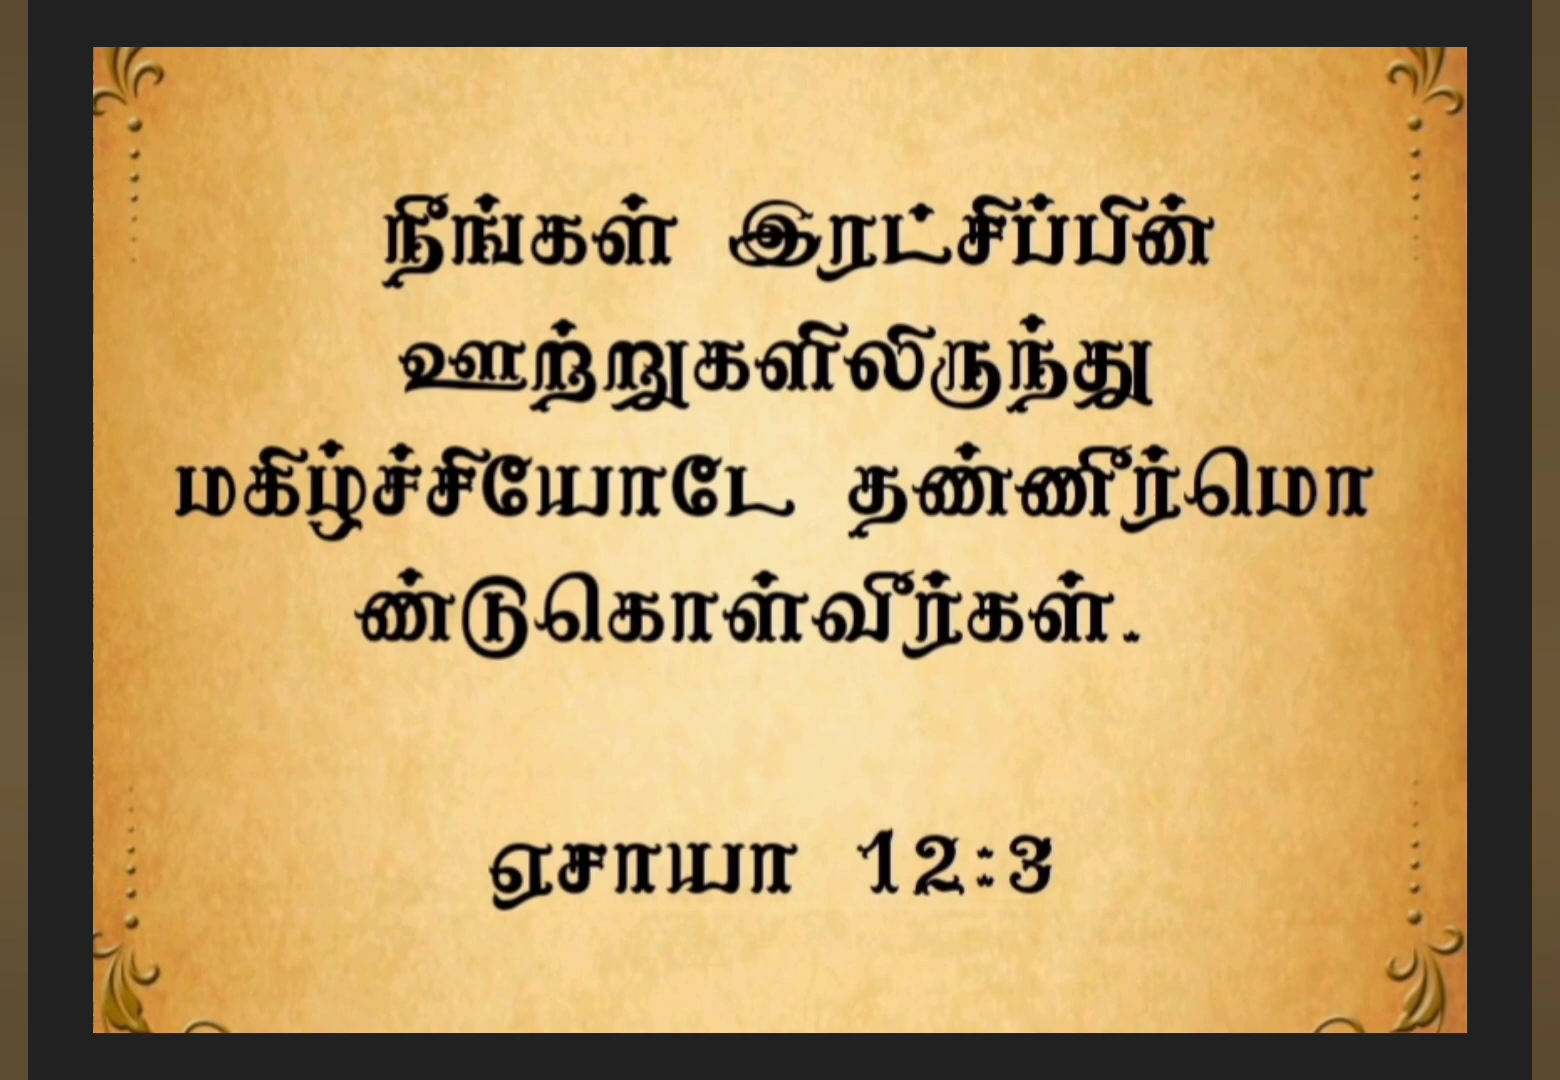 நீங்கள் இரட்சிப்பின்
ஊற்றுகளிலிருந்து
மகிழ்ச்சியோடே தண்ணீர்மொ
ண்டுகொள்வீர்கள்.
ஏசாயா 12:3